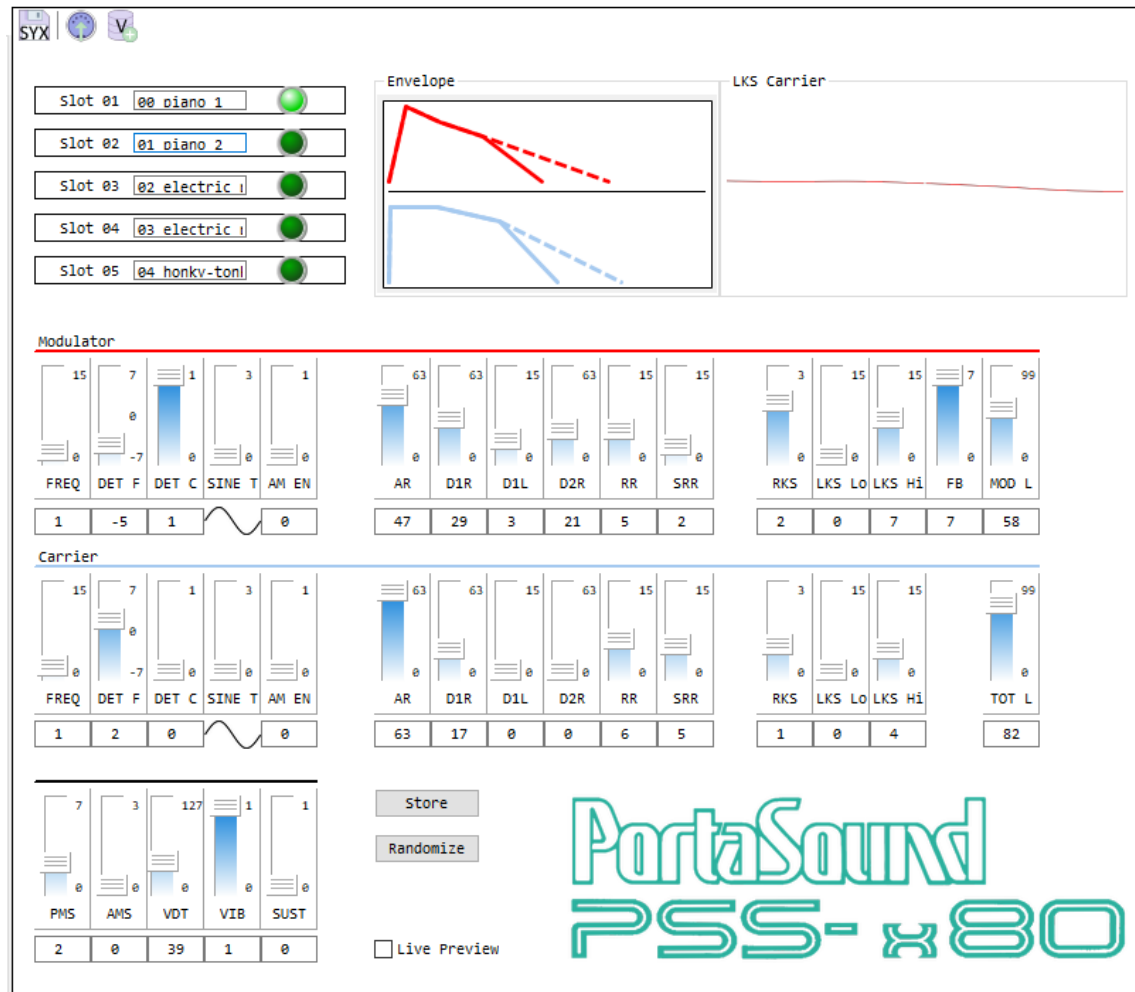 SYX V
Envelope LKS Carrier
Slot 01 00 piano 1
Slot 02 01 piano 2
Slot 03 02 electric
Slot 04 03 electric
Slot 05 04 honky-ton
Modulator
15 7 1 3 1 63 63 15 63 15 15 3 15 15 7 99
0
0 -7 0 0 0 0 0 0 0 0 0 0 0 0 0
FREQ DET F DET C SINE T AM EN AR D1R D1L D2R RR SRR RKS LKS Lo LKS Hi FB MOD L
1 -5 1 0 47 29 3 21 5 2 2 0 7 7 58
Carrier
15 7 1 3 1 63 63 15 63 15 15 3 15 15 99
0
0 -7 0 0 0 0 0 0 0 0 0 0 0 0 0
FREQ DET F DET C SINE T AM EN AR D1R D1L D2R RR SRR RKS LKS Lo LKS Hi TOT L
1 2 0 0 63 17 0 0 6 5 1 0 4 82
7 3 127 1 1
0 0 0 0 0
PMS AMS VDT VIB SUST
2 0 39 1 0
Store
Randomize
Live Preview
PortaSound
PSS-x80